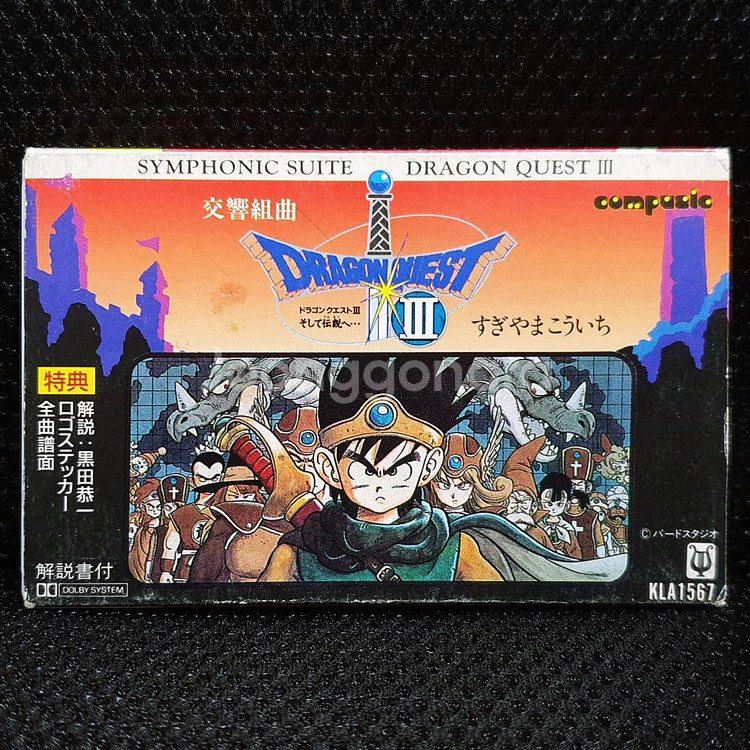 SYMPHONIC SUITE DRAGON QUEST III
交響組曲
compusic
DRAGON QUEST
III
ドラゴンクエストIII
そして伝説へ…
すぎやまこういち
特典
解説:黒田恭一
ロゴステッカー
全曲譜面
解説書付
DOLBY SYSTEM
©バードスタジオ
KLA1567